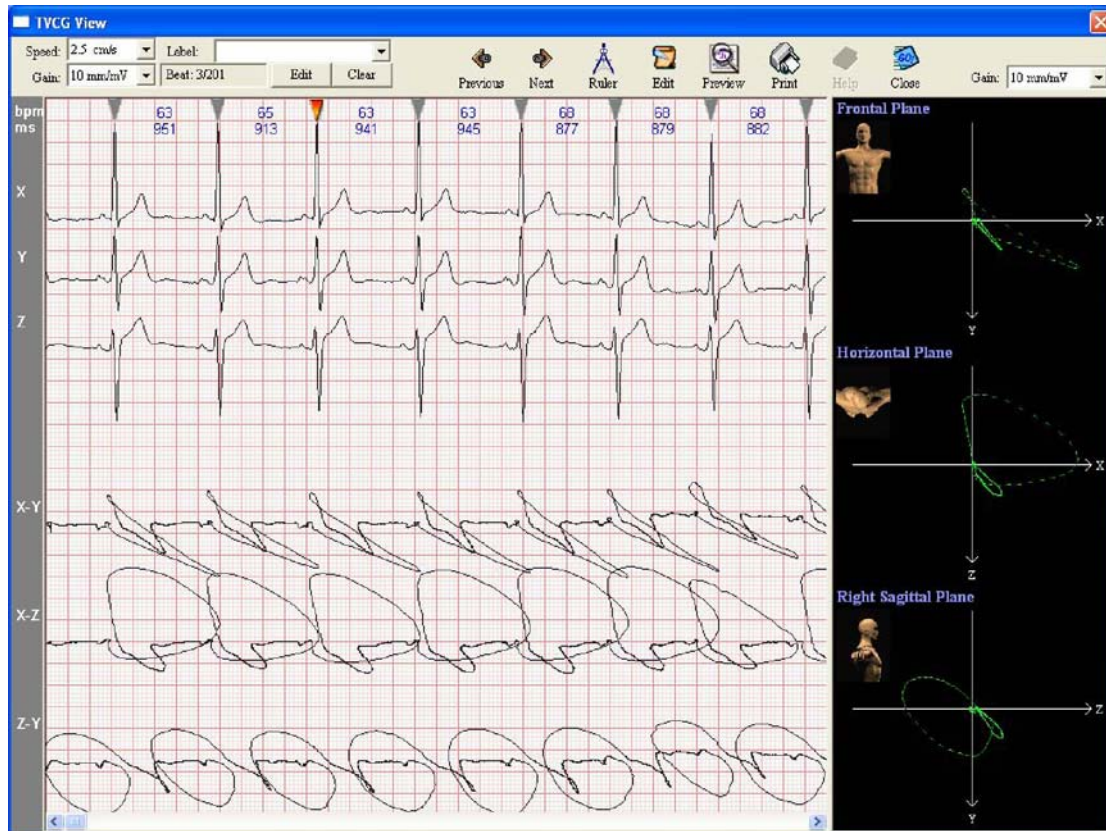 TVCG View
Speed: 2.5 cm/s Label:
Gain: 10 mm/mV Beat: 3/201 Edit Clear
Previous Next Ruler Edit Preview Print Help Close Gain: 10 mm/mV
bpm 63 65 63 63 68 68 68
ms 951 913 941 945 877 879 882
X
Y
Z
X-Y
X-Z
Z-Y
Frontal Plane
X
Y
Horizontal Plane
X
Z
Right Sagittal Plane
Z
Y